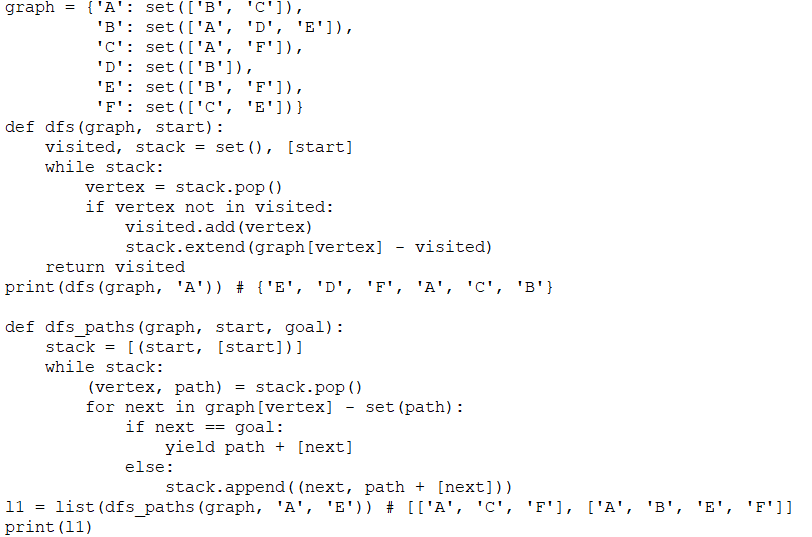 graph = {'A': set(['B', 'C']),
         'B': set(['A', 'D', 'E']),
         'C': set(['A', 'F']),
         'D': set(['B']),
         'E': set(['B', 'F']),
         'F': set(['C', 'E'])}
def dfs(graph, start):
    visited, stack = set(), [start]
    while stack:
        vertex = stack.pop()
        if vertex not in visited:
            visited.add(vertex)
            stack.extend(graph[vertex] - visited)
    return visited
print(dfs(graph, 'A')) # {'E', 'D', 'F', 'A', 'C', 'B'}

def dfs_paths(graph, start, goal):
    stack = [(start, [start])]
    while stack:
        (vertex, path) = stack.pop()
        for next in graph[vertex] - set(path):
            if next == goal:
                yield path + [next]
            else:
                stack.append((next, path + [next]))
l1 = list(dfs_paths(graph, 'A', 'E')) # [['A', 'C', 'F'], ['A', 'B', 'E', 'F']]
print(l1)